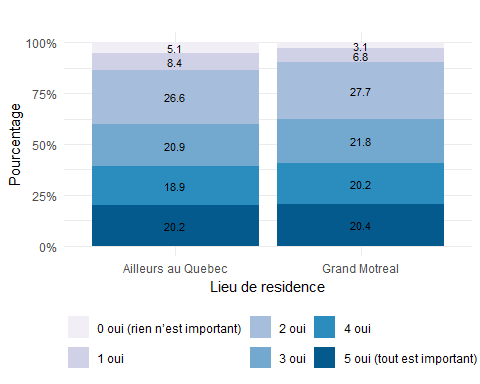 100%
75%
50%
25%
0%
Pourcentage
5.1
8.4
26.6
20.9
18.9
20.2
3.1
6.8
27.7
21.8
20.2
20.4
Ailleurs au Quebec
Grand Motreal
Lieu de residence
0 oui (rien n'est important)
1 oui
2 oui
3 oui
4 oui
5 oui (tout est important)